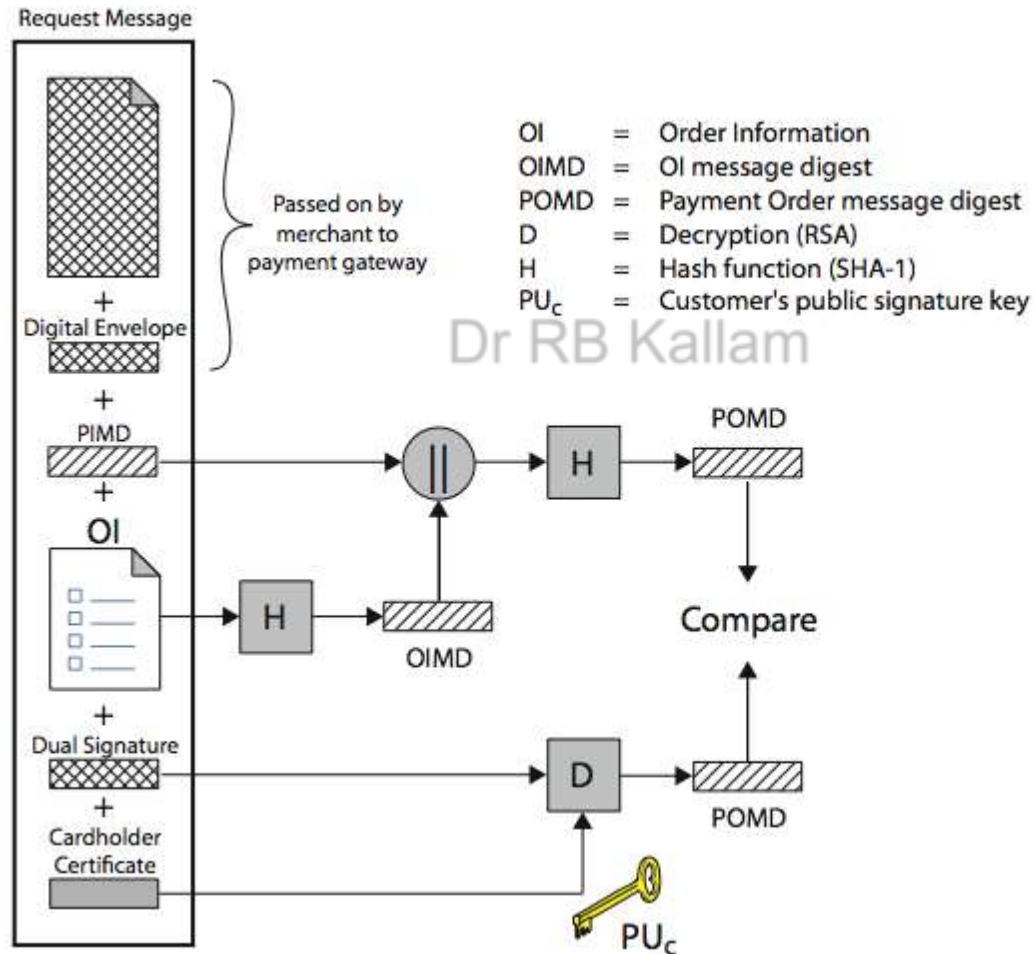 Request Message
Passed on by
merchant to
payment gateway
OI = Order Information
OIMD = OI message digest
POMD = Payment Order message digest
D = Decryption (RSA)
H = Hash function (SHA-1)
PUc = Customer's public signature key
Dr RB Kallam
+
Digital Envelope
+
PIMD
+
||
H
POMD
OI
H
OIMD
Compare
+
Dual Signature
D
POMD
+
Cardholder
Certificate
PUc